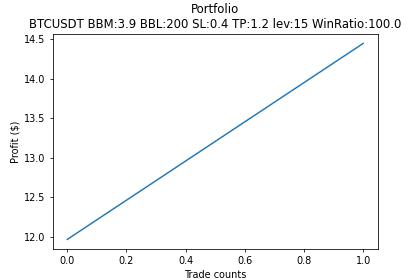 Portfolio
BTCUSDT BBM:3.9 BBL:200 SL:0.4 TP:1.2 lev:15 WinRatio:100.0
14.5
14.0
13.5
13.0
12.5
12.0
Profit ($)
0.0 0.2 0.4 0.6 0.8 1.0
Trade counts